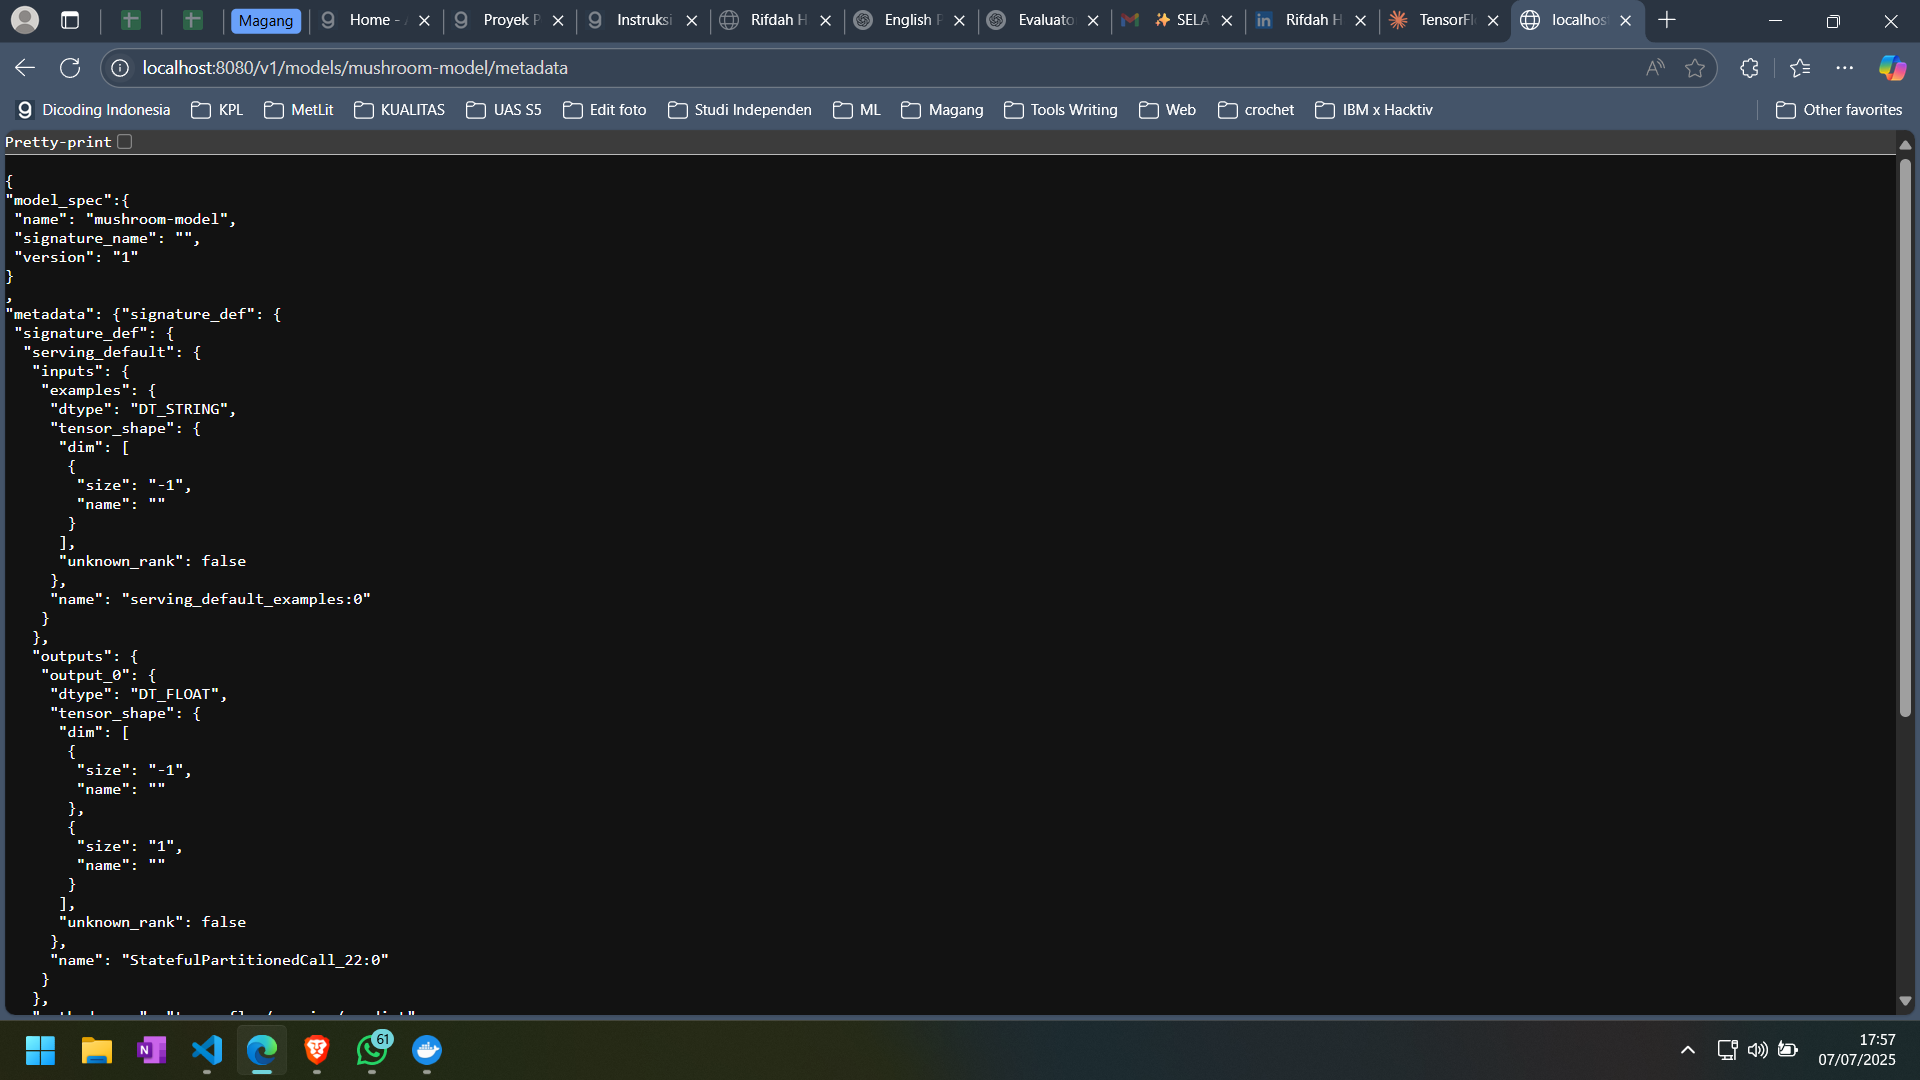 Magang
Home -
Proyek P
Instruksi
Rifdah H
English P
Evaluato
SELA
Rifdah H
TensorFl
localhos
localhost:8080/v1/models/mushroom-model/metadata
Dicoding Indonesia
KPL
MetLit
KUALITAS
UAS S5
Edit foto
Studi Independen
ML
Magang
Tools Writing
Web
crochet
IBM x Hacktiv
Other favorites
Pretty-print
{
"model_spec":{
"name": "mushroom-model",
"signature_name": "",
"version": "1"
}
,
"metadata": {"signature_def": {
"signature_def": {
"serving_default": {
"inputs": {
"examples": {
"dtype": "DT_STRING",
"tensor_shape": {
"dim": [
{
"size": "-1",
"name": ""
}
],
"unknown_rank": false
},
"name": "serving_default_examples:0"
}
},
"outputs": {
"output_0": {
"dtype": "DT_FLOAT",
"tensor_shape": {
"dim": [
{
"size": "-1",
"name": ""
},
{
"size": "1",
"name": ""
}
],
"unknown_rank": false
},
"name": "StatefulPartitionedCall_22:0"
}
},
61
17:57
07/07/2025